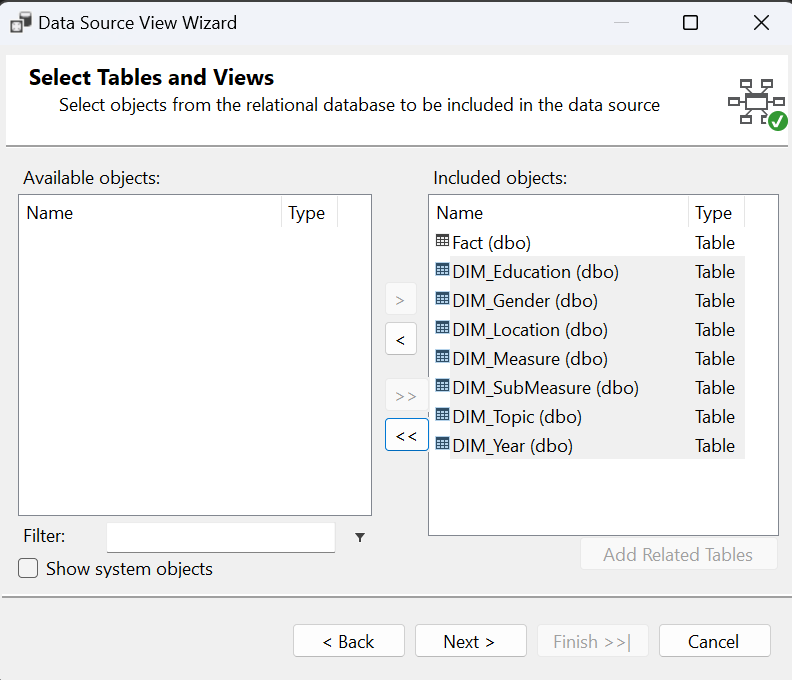 Data Source View Wizard
Select Tables and Views
Select objects from the relational database to be included in the data source
Available objects:
Name Type
Included objects:
Name Type
Fact (dbo) Table
DIM_Education (dbo) Table
DIM_Gender (dbo) Table
DIM_Location (dbo) Table
DIM_Measure (dbo) Table
DIM_SubMeasure (dbo) Table
DIM_Topic (dbo) Table
DIM_Year (dbo) Table
>
<
>>
<<
Filter:
Show system objects
Add Related Tables
< Back Next > Finish >>| Cancel